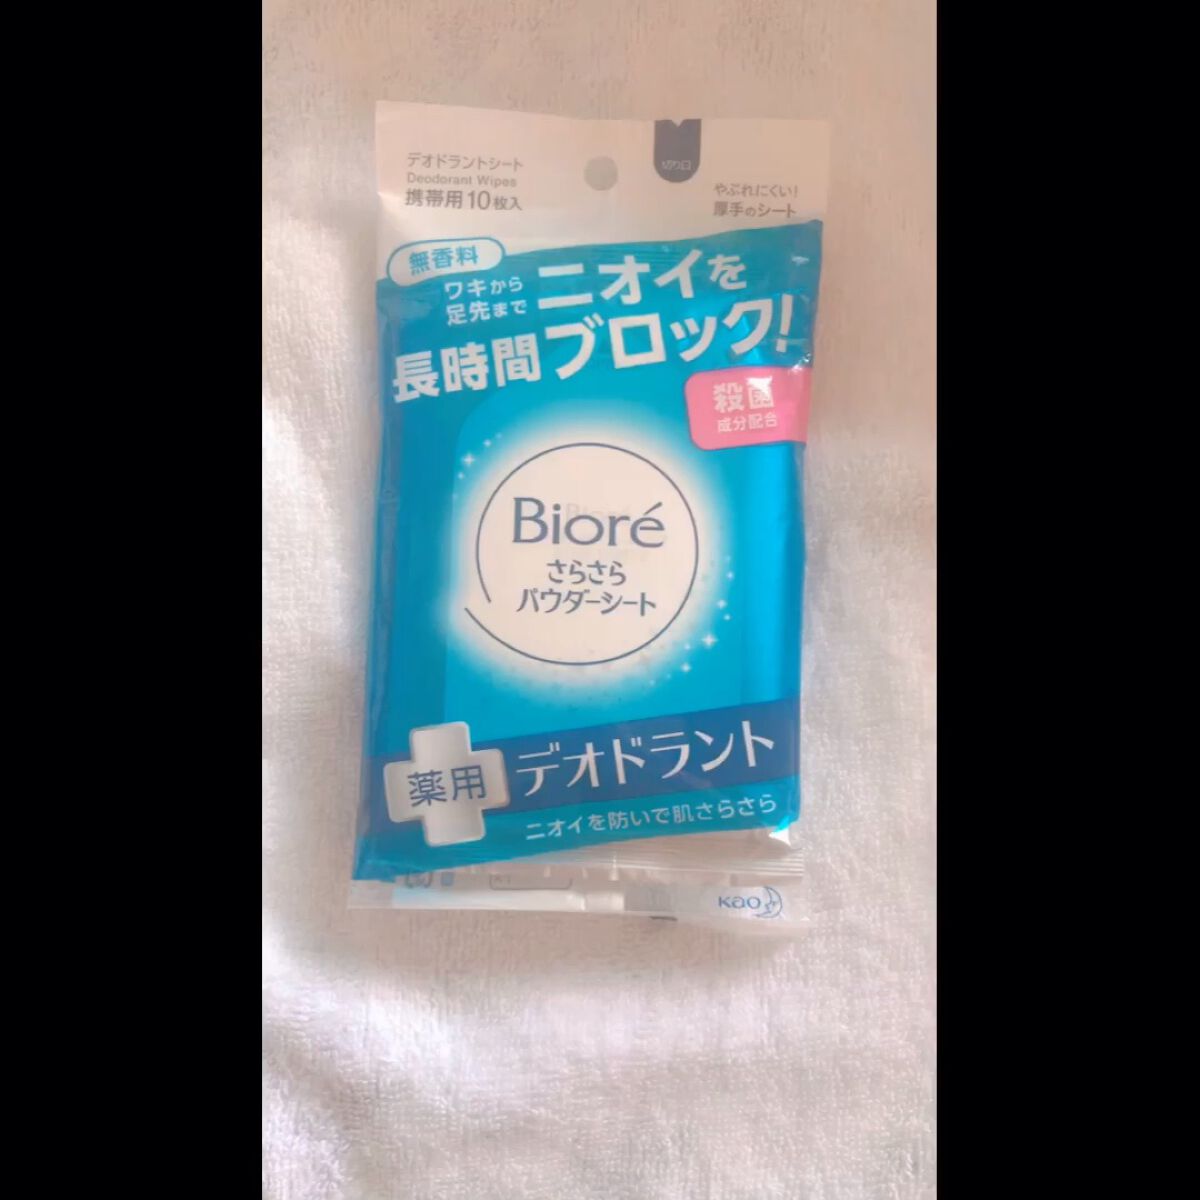 デオドラントシート
Deodorant Wipes
携帯用10枚入
切り口
やぶれにくい!
厚手のシート
無香料
ワキから
足先まで
ニオイを
長時間ブロック!
殺菌
成分配合
Bioré
さらさら
パウダーシート
薬用
デオドラント
ニオイを防いで肌さらさら
Kao